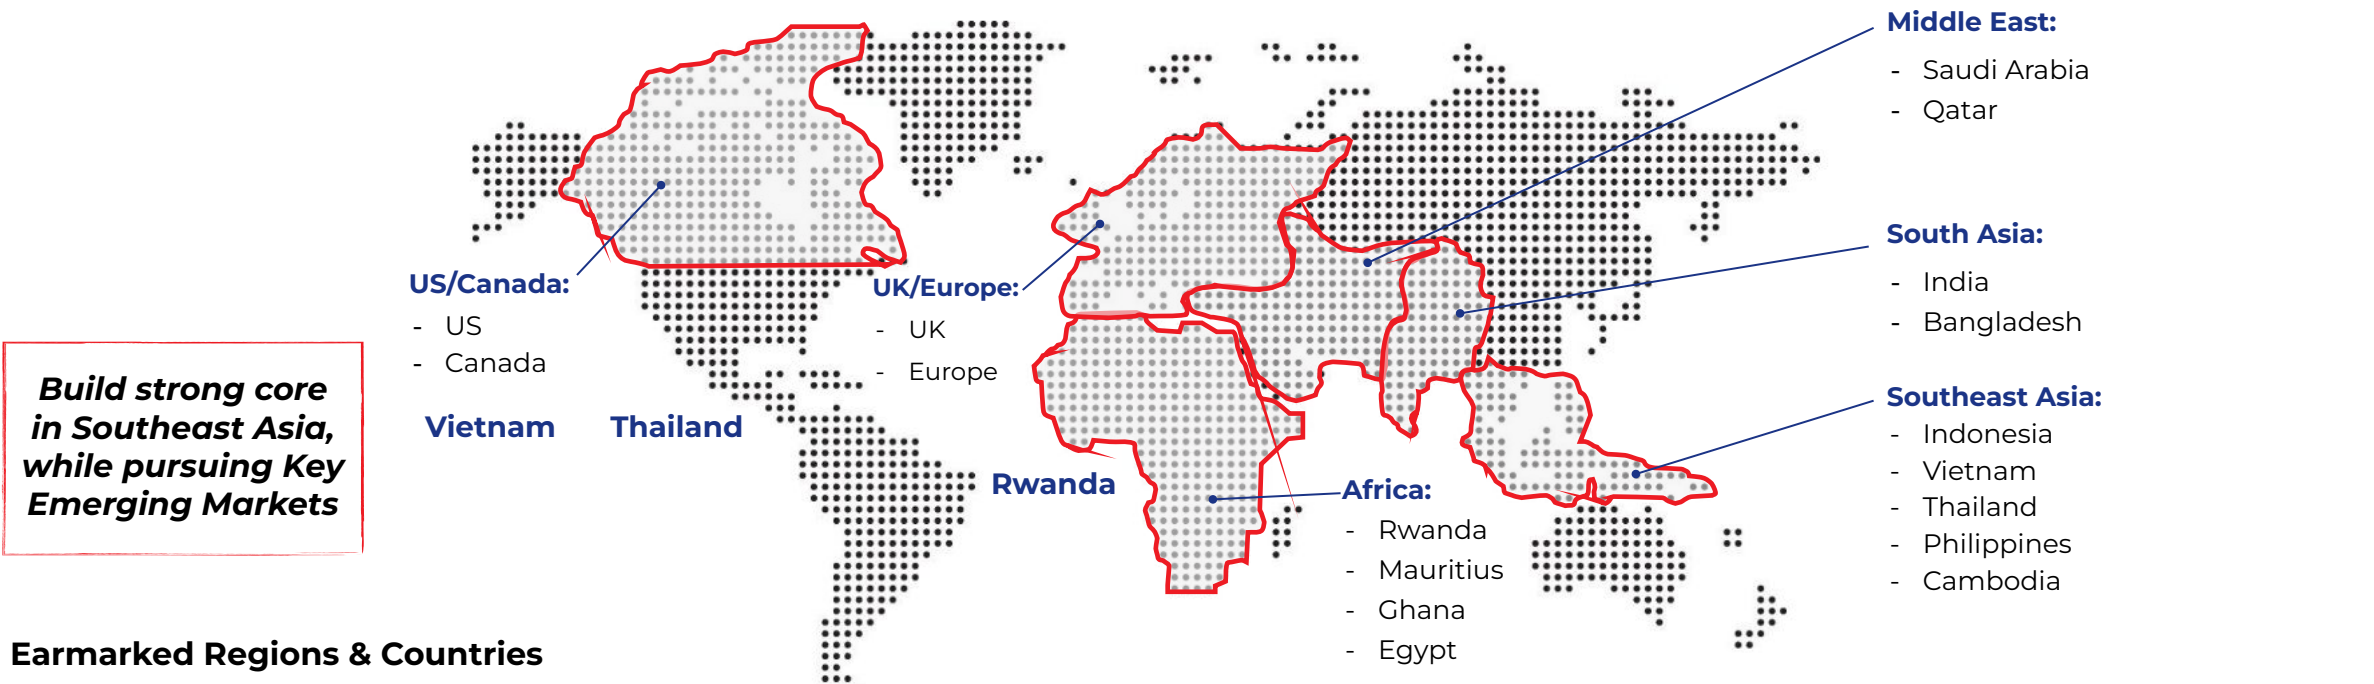 Middle East:
- Saudi Arabia
- Qatar
South Asia:
- India
- Bangladesh
Southeast Asia:
- Indonesia
- Vietnam
- Thailand
- Philippines
- Cambodia
US/Canada:
- US
- Canada
UK/Europe:
- UK
- Europe
Build strong core
in Southeast Asia,
while pursuing Key
Emerging Markets
Vietnam
Thailand
Rwanda
Africa:
- Rwanda
- Mauritius
- Ghana
- Egypt
Earmarked Regions & Countries